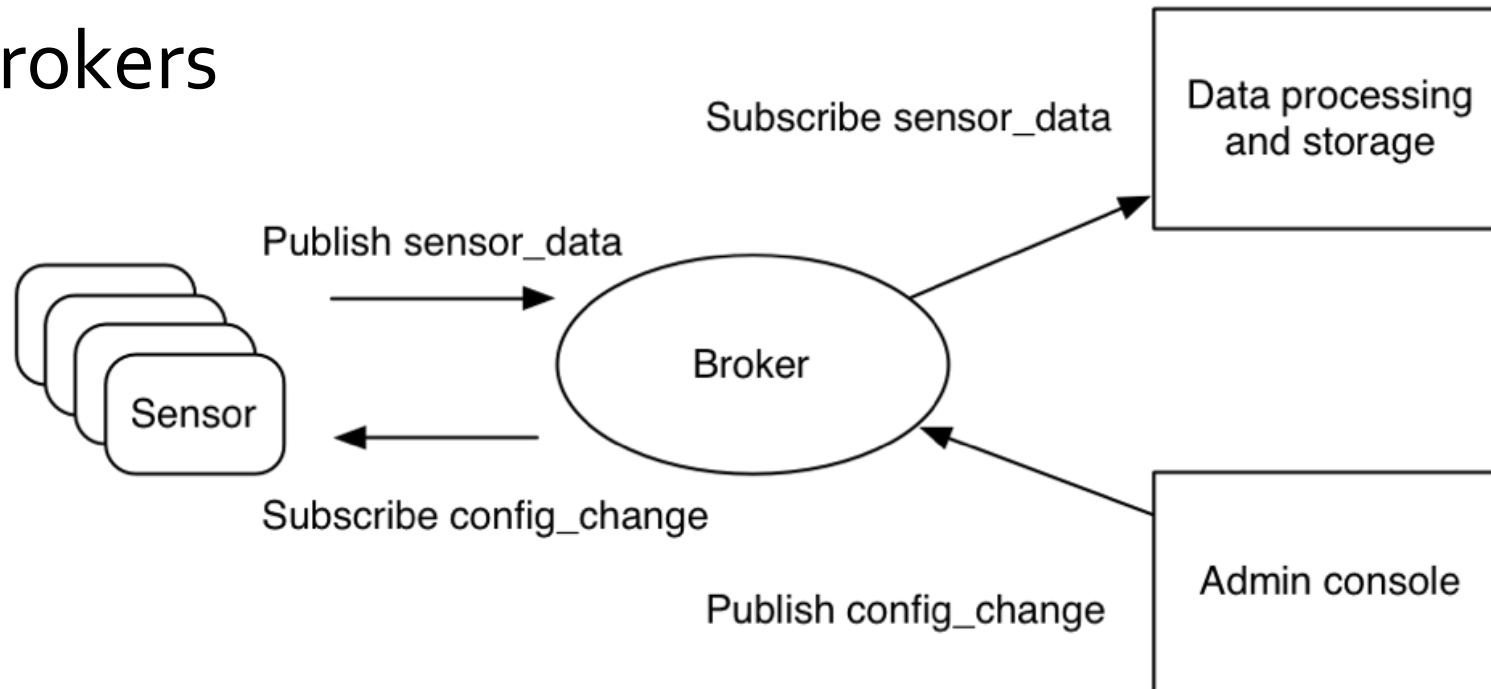 rokers
Subscribe sensor_data
Data processing
and storage
Publish sensor_data
Broker
Sensor
Subscribe config_change
Admin console
Publish config_change